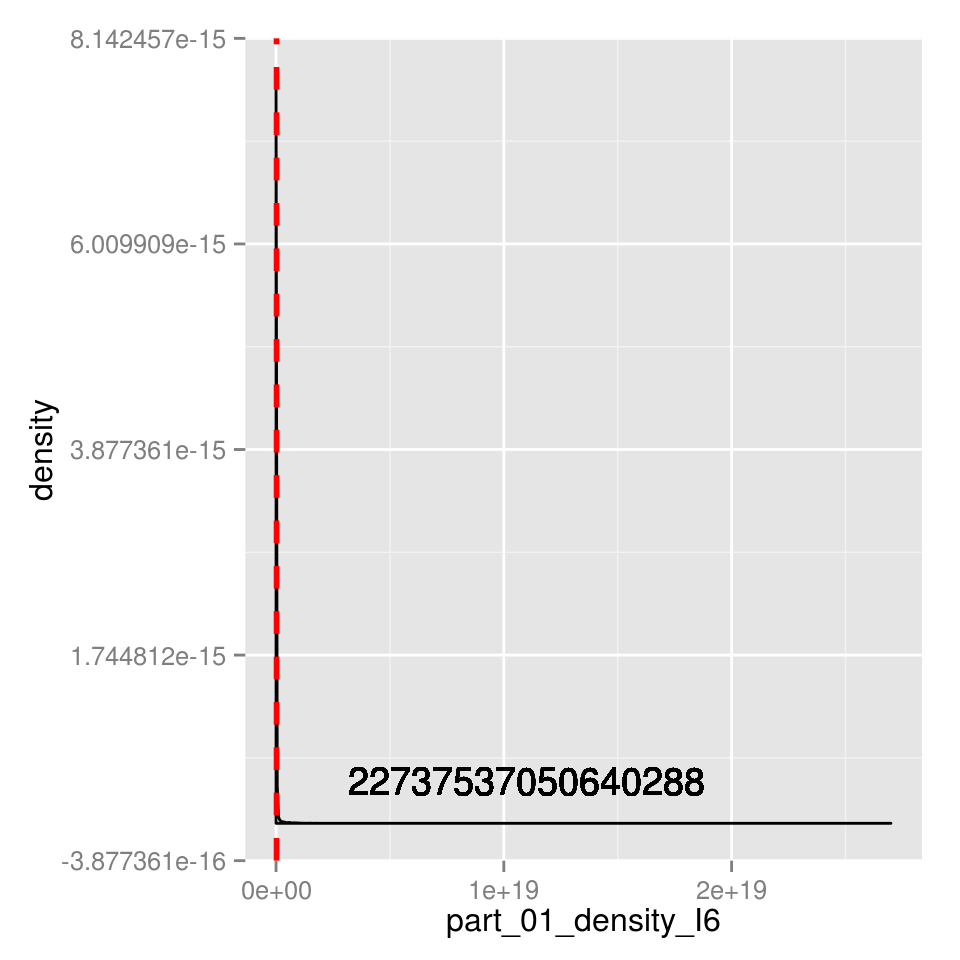 8.142457e-15
6.009909e-15
3.877361e-15
1.744812e-15
-3.877361e-16
density
22737537050640288
0e+00 1e+19 2e+19
part_01_density_I6